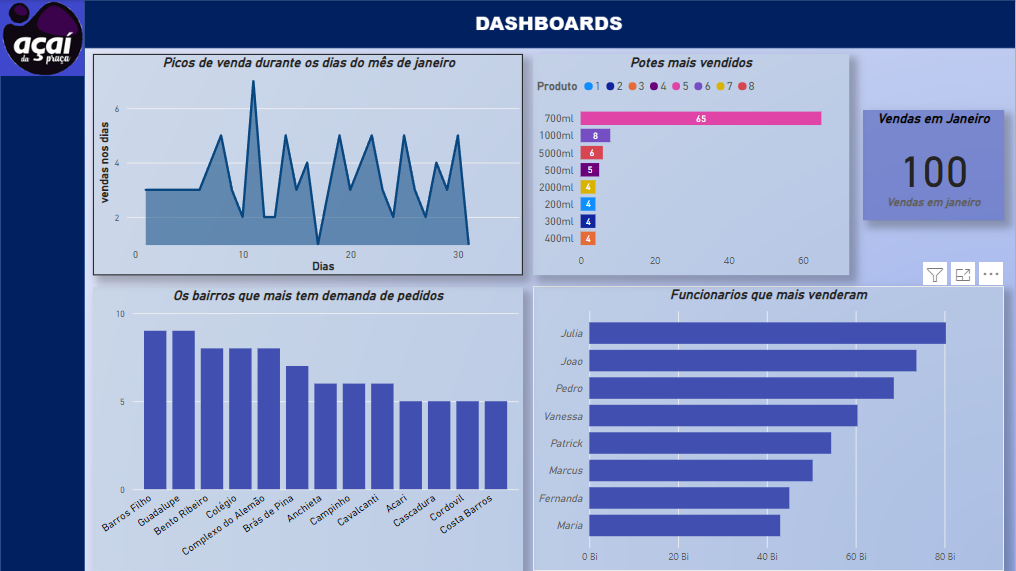 açaí
da praça
DASHBOARDS
Picos de venda durante os dias do mês de janeiro
vendas nos dias
6
4
2
0 10 20 30
Dias
Potes mais vendidos
Produto 1 2 3 4 5 6 7 8
700ml 65
1000ml 8
5000ml 6
500ml 5
2000ml 4
200ml 4
300ml 4
400ml 4
0 20 40 60
Vendas em Janeiro
100
Vendas em janeiro
Os bairros que mais tem demanda de pedidos
10
5
0
Barros Filho
Guadalupe
Bento Ribeiro
Colégio
Complexo do Alemão
Brás de Pina
Anchieta
Campinho
Cavalcanti
Acari
Cascadura
Cordovil
Costa Barros
Funcionarios que mais venderam
Julia
Joao
Pedro
Vanessa
Patrick
Marcus
Fernanda
Maria
0 Bi 20 Bi 40 Bi 60 Bi 80 Bi